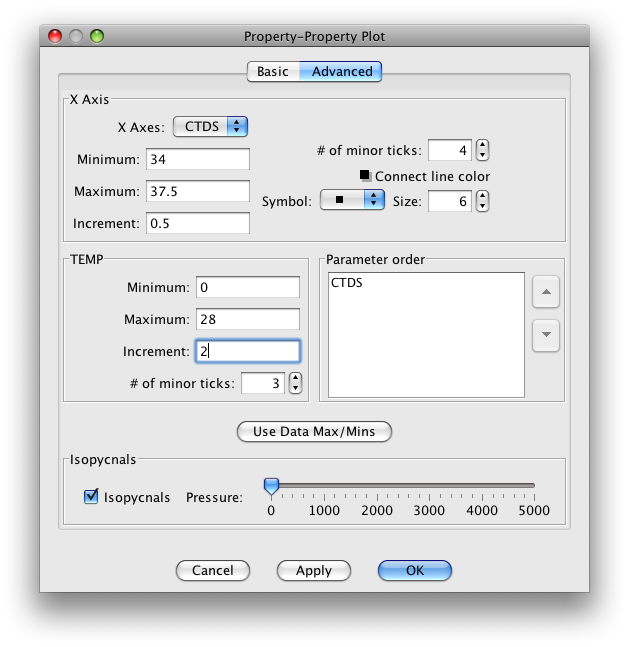 Property-Property Plot
Basic Advanced
X Axis
X Axes: CTDS
Minimum: 34
Maximum: 37.5
Increment: 0.5
# of minor ticks: 4
Connect line color
Symbol: Size: 6
TEMP
Minimum: 0
Maximum: 28
Increment: 2
# of minor ticks: 3
Parameter order
CTDS
Use Data Max/Mins
Isopycnals
Isopycnals Pressure:
0 1000 2000 3000 4000 5000
Cancel Apply OK